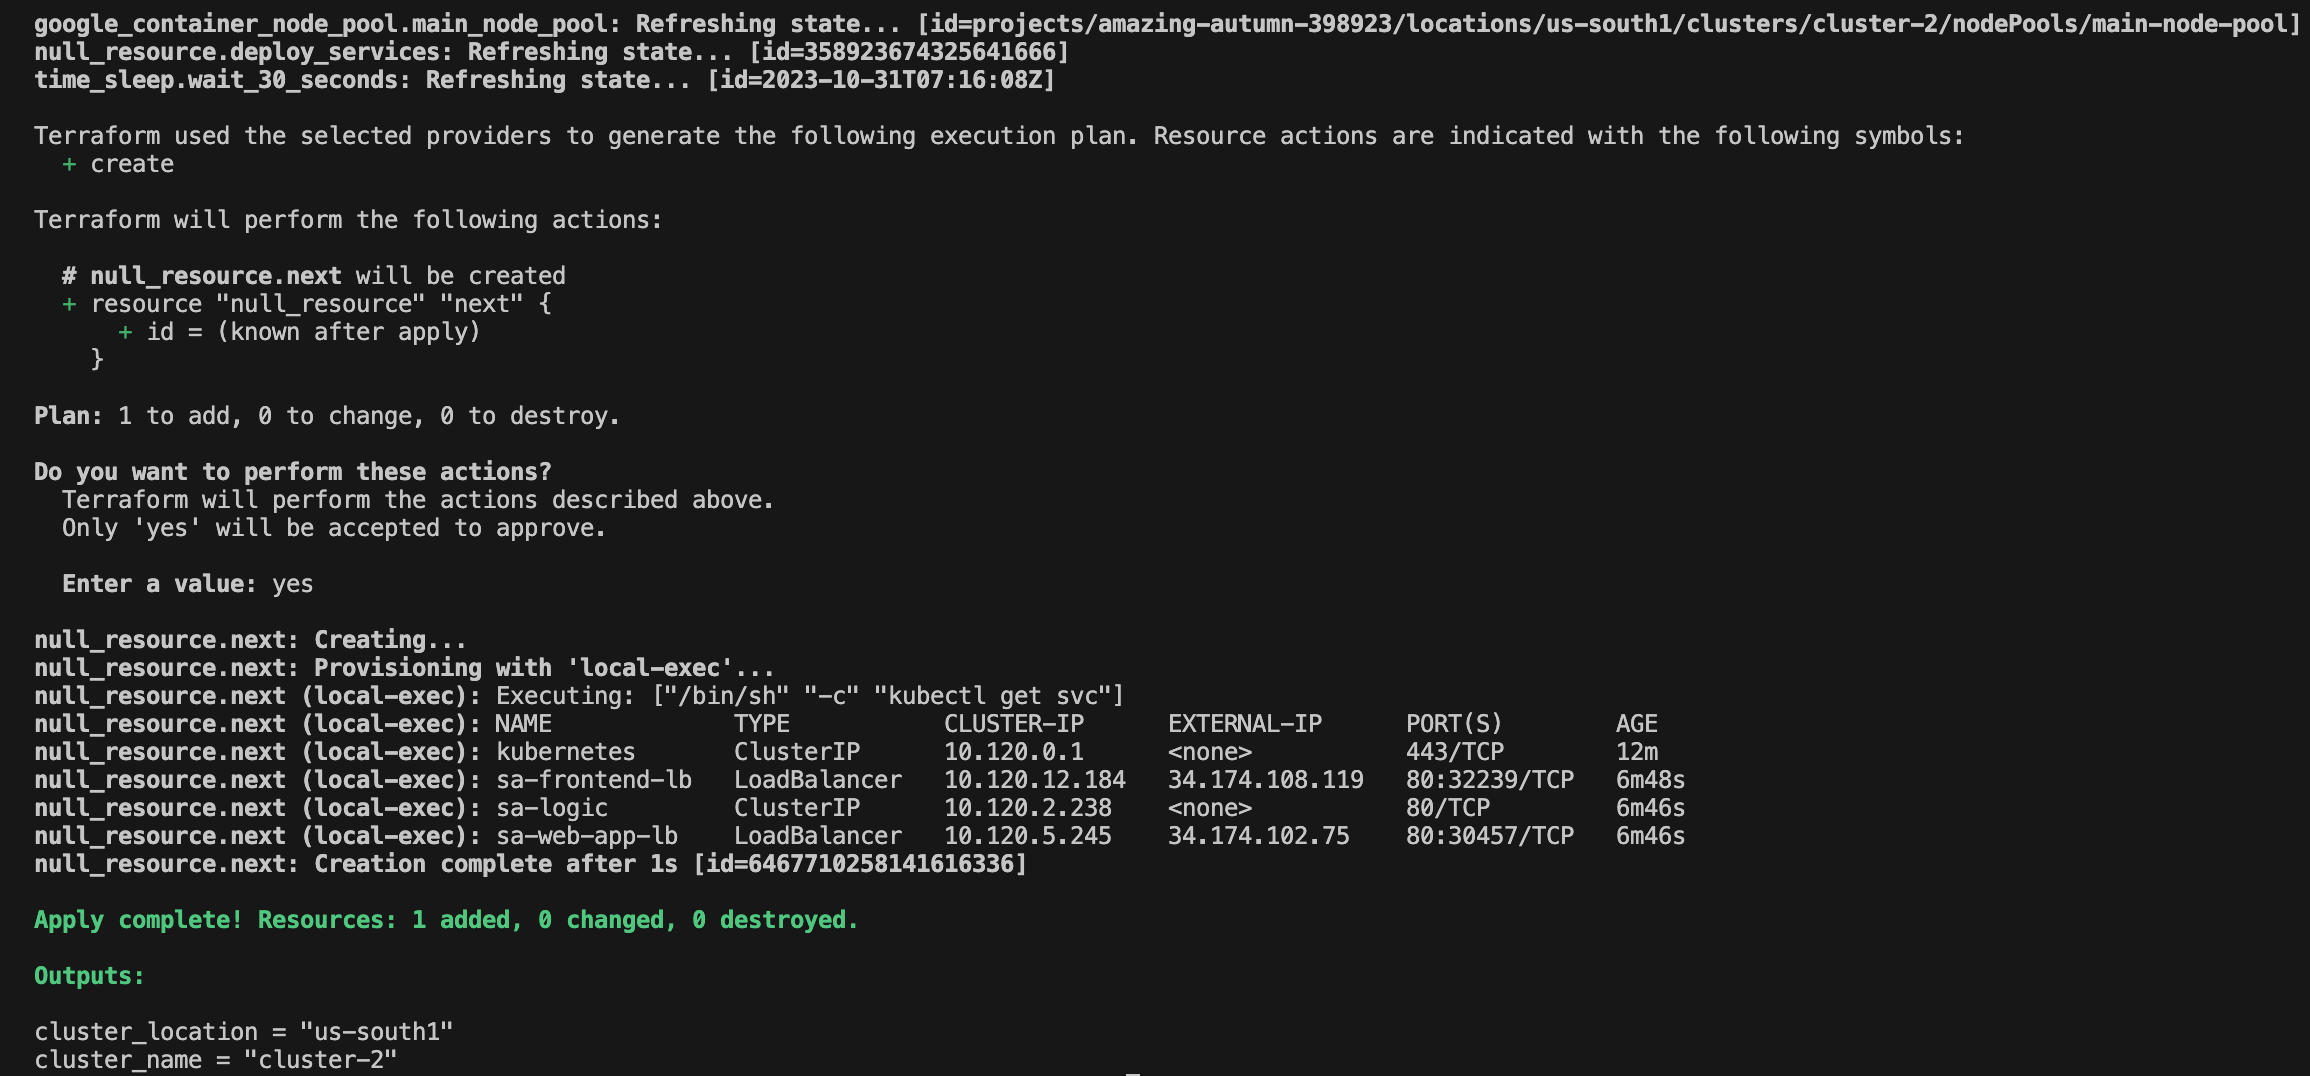 google_container_node_pool.main_node_pool: Refreshing state... [id=projects/amazing-autumn-398923/locations/us-south1/clusters/cluster-2/nodePools/main-node-pool]
null_resource.deploy_services: Refreshing state... [id=358923674325641666]
time_sleep.wait_30_seconds: Refreshing state... [id=2023-10-31T07:16:08Z]

Terraform used the selected providers to generate the following execution plan. Resource actions are indicated with the following symbols:
  + create

Terraform will perform the following actions:

  # null_resource.next will be created
  + resource "null_resource" "next" {
      + id = (known after apply)
    }

Plan: 1 to add, 0 to change, 0 to destroy.

Do you want to perform these actions?
  Terraform will perform the actions described above.
  Only 'yes' will be accepted to approve.

  Enter a value: yes

null_resource.next: Creating...
null_resource.next: Provisioning with 'local-exec'...
null_resource.next (local-exec): Executing: ["/bin/sh" "-c" "kubectl get svc"]
null_resource.next (local-exec): NAME             TYPE           CLUSTER-IP      EXTERNAL-IP      PORT(S)        AGE
null_resource.next (local-exec): kubernetes       ClusterIP      10.120.0.1      <none>           443/TCP        12m
null_resource.next (local-exec): sa-frontend-lb   LoadBalancer   10.120.12.184   34.174.108.119   80:32239/TCP   6m48s
null_resource.next (local-exec): sa-logic         ClusterIP      10.120.2.238    <none>           80/TCP         6m46s
null_resource.next (local-exec): sa-web-app-lb    LoadBalancer   10.120.5.245    34.174.102.75    80:30457/TCP   6m46s
null_resource.next: Creation complete after 1s [id=6467710258141616336]

Apply complete! Resources: 1 added, 0 changed, 0 destroyed.

Outputs:

cluster_location = "us-south1"
cluster_name = "cluster-2"